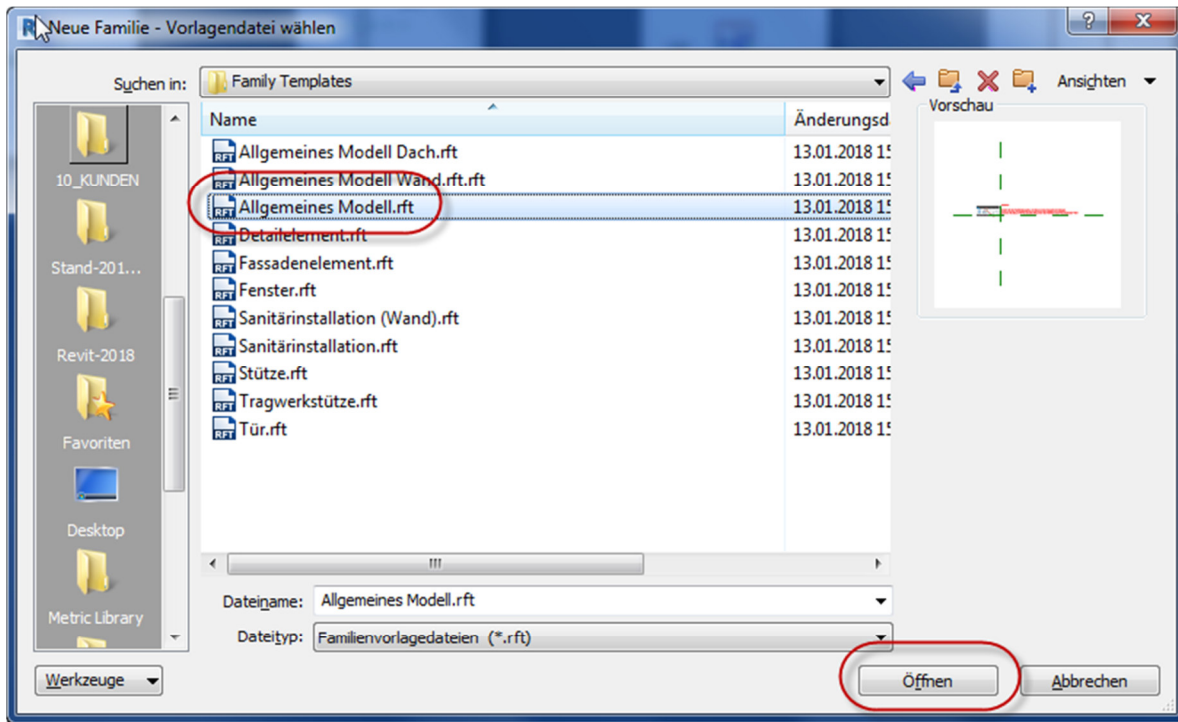 Neue Familie - Vorlagendatei wählen
Suchen in: Family Templates Ansichten
Name Änderungsd Vorschau
Allgemeines Modell Dach.rft 13.01.2018 15
Allgemeines Modell Wand.rft.rft 13.01.2018 15
Allgemeines Modell.rft 13.01.2018 15
Detailelement.rft 13.01.2018 15
Fassadenelement.rft 13.01.2018 15
Fenster.rft 13.01.2018 15
Sanitärinstallation (Wand).rft 13.01.2018 15
Sanitärinstallation.rft 13.01.2018 15
Stütze.rft 13.01.2018 15
Tragwerkstütze.rft 13.01.2018 15
Tür.rft 13.01.2018 15
10_KUNDEN
Stand-201...
Revit-2018
Favoriten
Desktop
Metric Library
Dateiname: Allgemeines Modell.rft
Dateityp: Familienvorlagedateien (*.rft)
Werkzeuge Öffnen Abbrechen